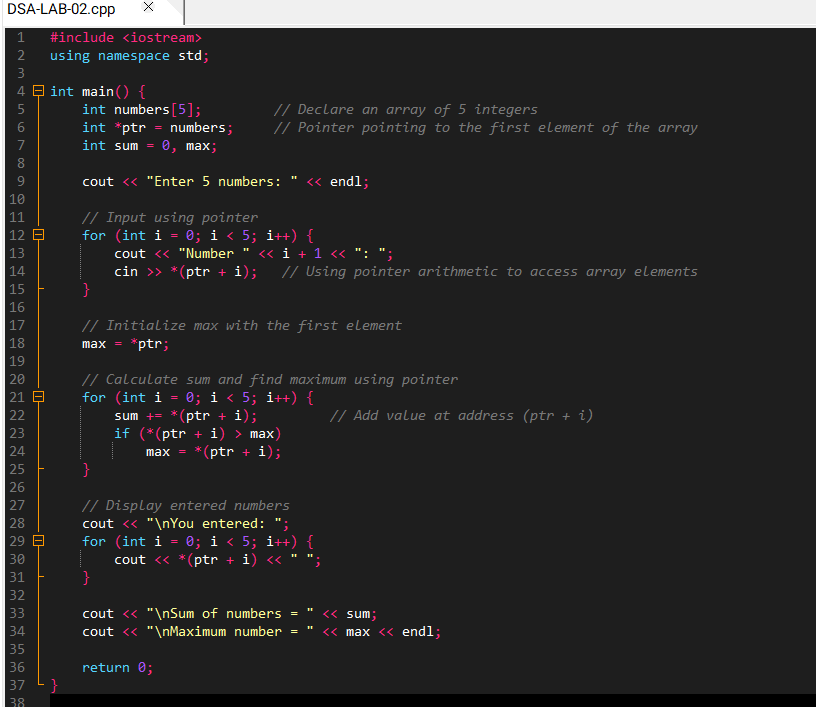 DSA-LAB-02.cpp ×
1 #include <iostream>
2 using namespace std;
3
4 int main() {
5     int numbers[5];         // Declare an array of 5 integers
6     int *ptr = numbers;     // Pointer pointing to the first element of the array
7     int sum = 0, max;
8
9     cout << "Enter 5 numbers: " << endl;
10
11     // Input using pointer
12     for (int i = 0; i < 5; i++) {
13         cout << "Number " << i + 1 << ": ";
14         cin >> *(ptr + i);   // Using pointer arithmetic to access array elements
15     }
16
17     // Initialize max with the first element
18     max = *ptr;
19
20     // Calculate sum and find maximum using pointer
21     for (int i = 0; i < 5; i++) {
22         sum += *(ptr + i);         // Add value at address (ptr + i)
23         if (*(ptr + i) > max)
24             max = *(ptr + i);
25     }
26
27     // Display entered numbers
28     cout << "\nYou entered: ";
29     for (int i = 0; i < 5; i++) {
30         cout << *(ptr + i) << " ";
31     }
32
33     cout << "\nSum of numbers = " << sum;
34     cout << "\nMaximum number = " << max << endl;
35
36     return 0;
37 }
38